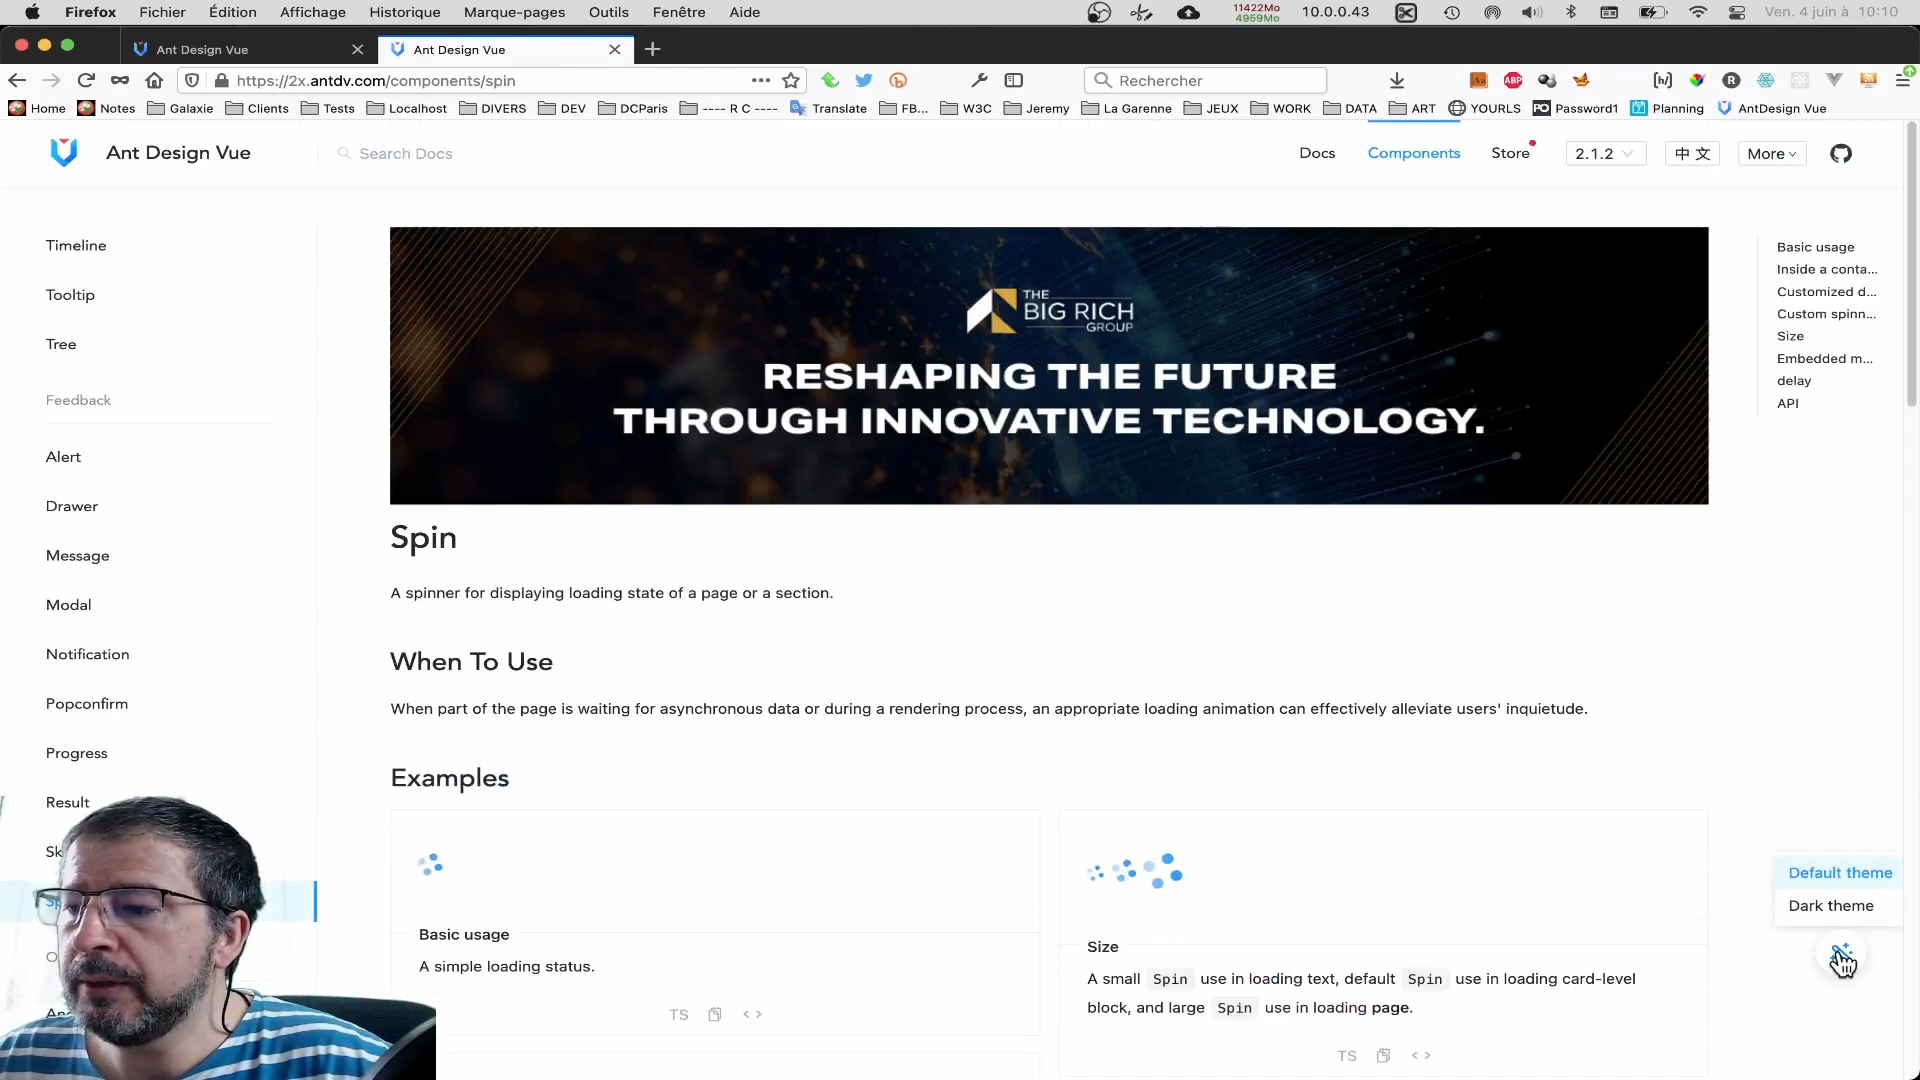 Firefox Fichier Édition Affichage Historique Marque-pages Outils Fenêtre Aide
11422Mo
4959Mo
10.0.0.43
Ven. 4 juin à 10:10
Ant Design Vue
Ant Design Vue
https://2x.antdv.com/components/spin
Rechercher
Home Notes Galaxie Clients Tests Localhost DIVERS DEV DCParis ---- R C ---- Translate FB... W3C Jeremy La Garenne JEUX WORK DATA ART YOURLS Password1 Planning AntDesign Vue
Ant Design Vue
Search Docs
Docs Components Store 2.1.2 中 文 More
Timeline
Tooltip
Tree
Feedback
Alert
Drawer
Message
Modal
Notification
Popconfirm
Progress
Result
Sk
THE
BIG RICH
GROUP
RESHAPING THE FUTURE
THROUGH INNOVATIVE TECHNOLOGY.
Spin
A spinner for displaying loading state of a page or a section.
When To Use
When part of the page is waiting for asynchronous data or during a rendering process, an appropriate loading animation can effectively alleviate users' inquietude.
Examples
Basic usage
A simple loading status.
TS
Size
A small Spin use in loading text, default Spin use in loading card-level
block, and large Spin use in loading page.
TS
Basic usage
Inside a conta...
Customized d...
Custom spinn...
Size
Embedded m...
delay
API
Default theme
Dark theme